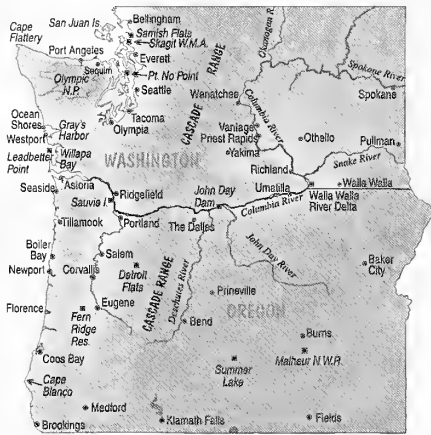 San Juan Is.
Bellingham
Cape
Flattery
Samish Flats
Skagit W.M.A.
Port Angeles
Everett
Sequim
Pt. No Point
Olympic
N.P.
Seattle
CASCADE RANGE
Okanogan R.
Spokane River
Spokane
Wenatchee
Columbia River
Tacoma
Olympia
Ocean
Shores
Gray's
Harbor
Westport
Vantage
Priest Rapids
Othello
Pullman
Leadbetter
Point
Willapa
Bay
WASHINGTON
Yakima
Richland
Snake River
Seaside
Astoria
Ridgefield
John Day
Dam
Umatilla
Walla Walla
Sauvie I.
Columbia River
Walla Walla
River Delta
Tillamook
Portland
The Dalles
Boiler
Bay
Salem
John Day River
Baker
City
Newport
Corvallis
Detroit
Flats
CASCADE RANGE
Deschutes River
Prineville
Florence
Fern
Ridge
Res.
Eugene
OREGON
Bend
Burns
Coos Bay
Summer
Lake
Malheur N.W.R.
Cape
Blanco
Medford
Klamath Falls
Fields
Brookings